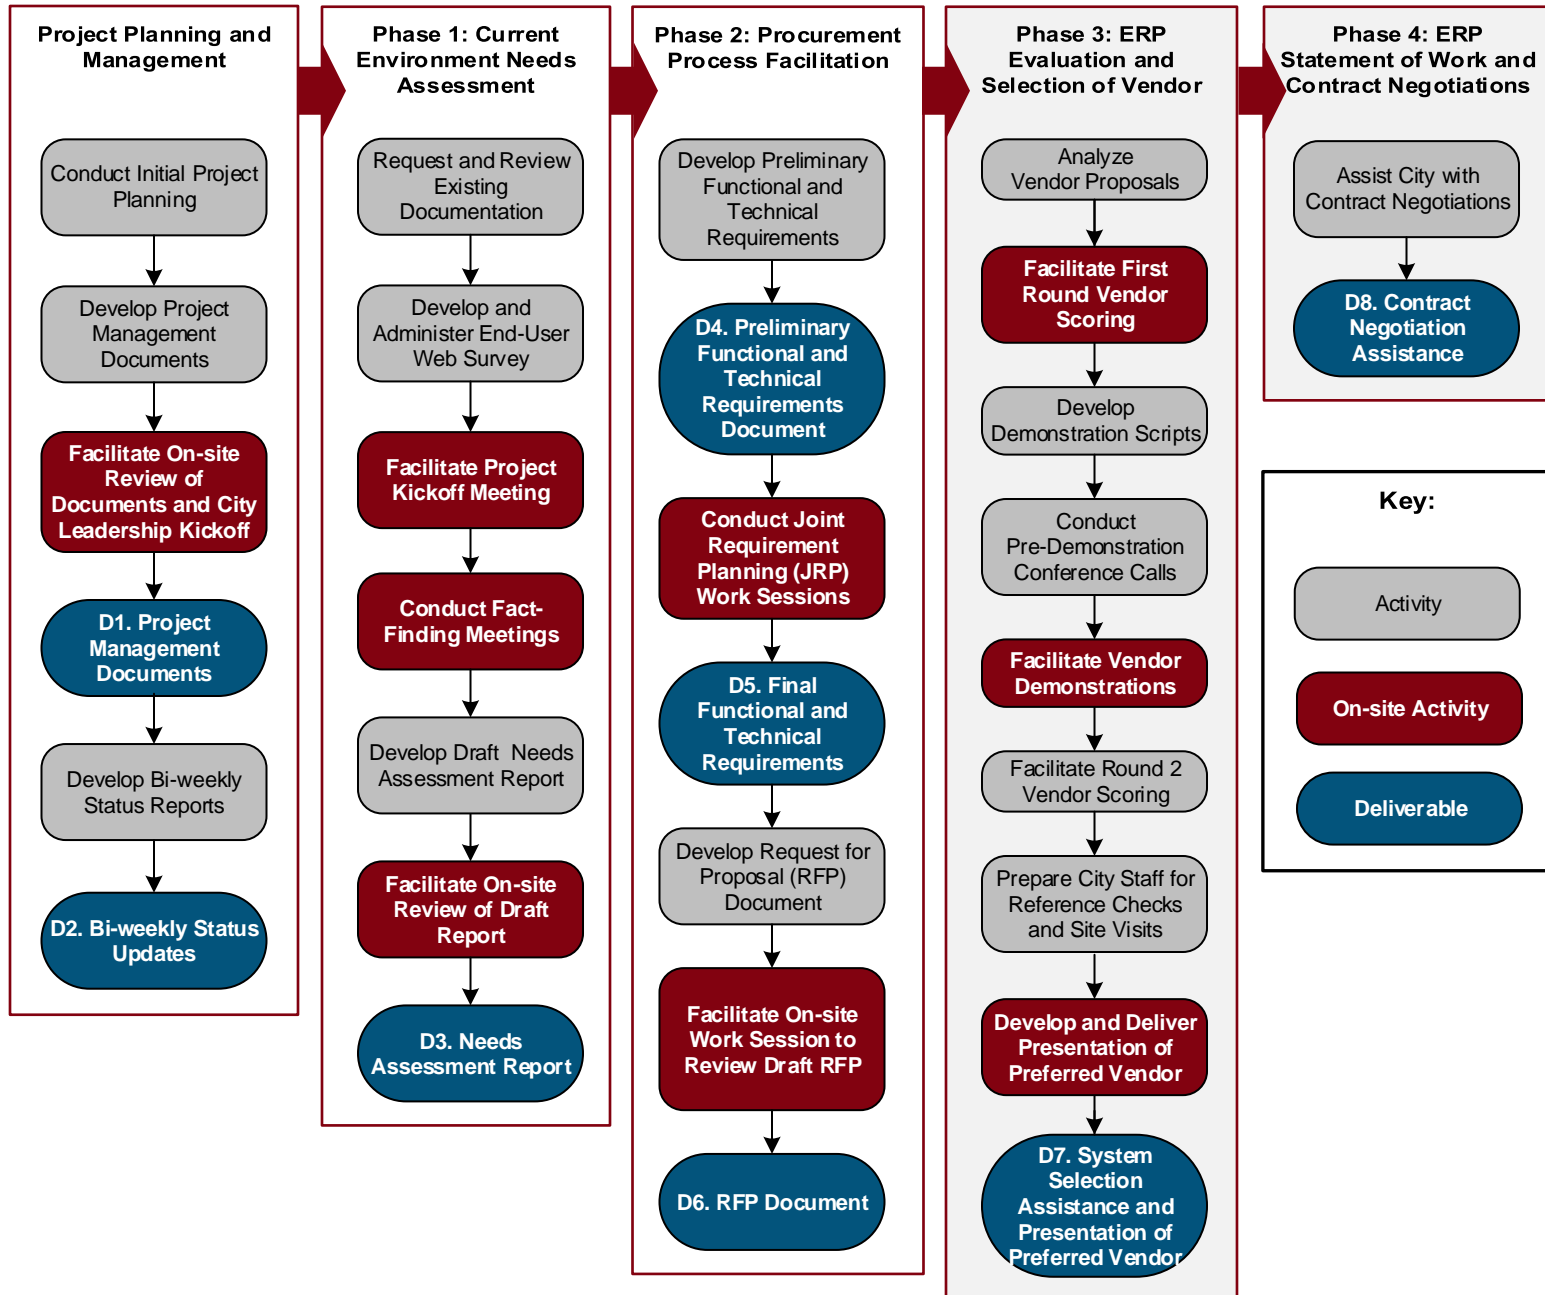 Project Planning and
Management
Conduct Initial Project
Planning
Develop Project
Management
Documents
Facilitate On-site
Review of
Documents and City
Leadership Kickoff
D1. Project
Management
Documents
Develop Bi-weekly
Status Reports
D2. Bi-weekly Status
Updates
Phase 1: Current
Environment Needs
Assessment
Request and Review
Existing
Documentation
Develop and
Administer End-User
Web Survey
Facilitate Project
Kickoff Meeting
Conduct Fact-
Finding Meetings
Develop Draft Needs
Assessment Report
Facilitate On-site
Review of Draft
Report
D3. Needs
Assessment Report
Phase 2: Procurement
Process Facilitation
Develop Preliminary
Functional and
Technical
Requirements
D4. Preliminary
Functional and
Technical
Requirements
Document
Conduct Joint
Requirement
Planning (JRP)
Work Sessions
D5. Final
Functional and
Technical
Requirements
Develop Request for
Proposal (RFP)
Document
Facilitate On-site
Work Session to
Review Draft RFP
D6. RFP Document
Phase 3: ERP
Evaluation and
Selection of Vendor
Analyze
Vendor Proposals
Facilitate First
Round Vendor
Scoring
Develop
Demonstration Scripts
Conduct
Pre-Demonstration
Conference Calls
Facilitate Vendor
Demonstrations
Facilitate Round 2
Vendor Scoring
Prepare City Staff for
Reference Checks
and Site Visits
Develop and Deliver
Presentation of
Preferred Vendor
D7. System
Selection
Assistance and
Presentation of
Preferred Vendor
Phase 4: ERP
Statement of Work and
Contract Negotiations
Assist City with
Contract Negotiations
D8. Contract
Negotiation
Assistance
Key:
Activity
On-site Activity
Deliverable